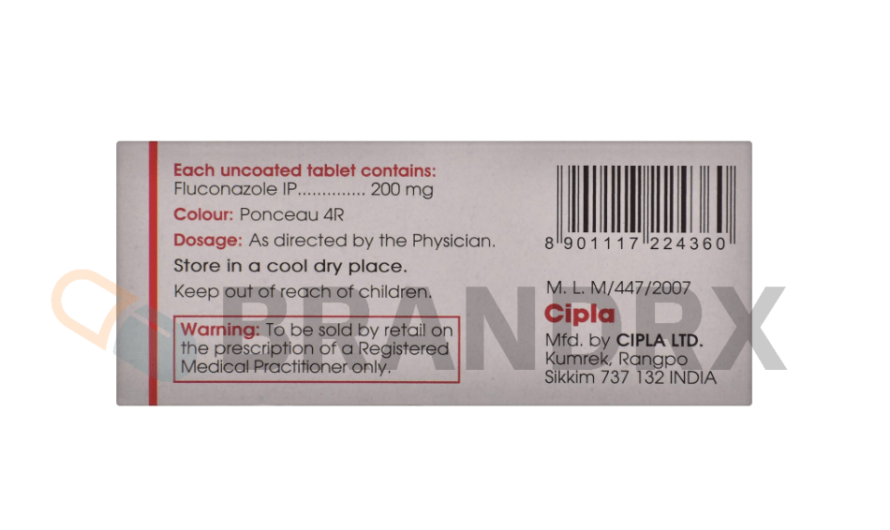 Each uncoated tablet contains:
Fluconazole IP.............. 200 mg
Colour: Ponceau 4R
Dosage: As directed by the Physician.
Store in a cool dry place.
Keep out of reach of children.
Warning: To be sold by retail on
the prescription of a Registered
Medical Practitioner only.
8 901117 224360
M. L. M/447/2007
Cipla
Mfd. by CIPLA LTD.
Kumrek, Rangpo
Sikkim 737 132 INDIA
BRANDRX